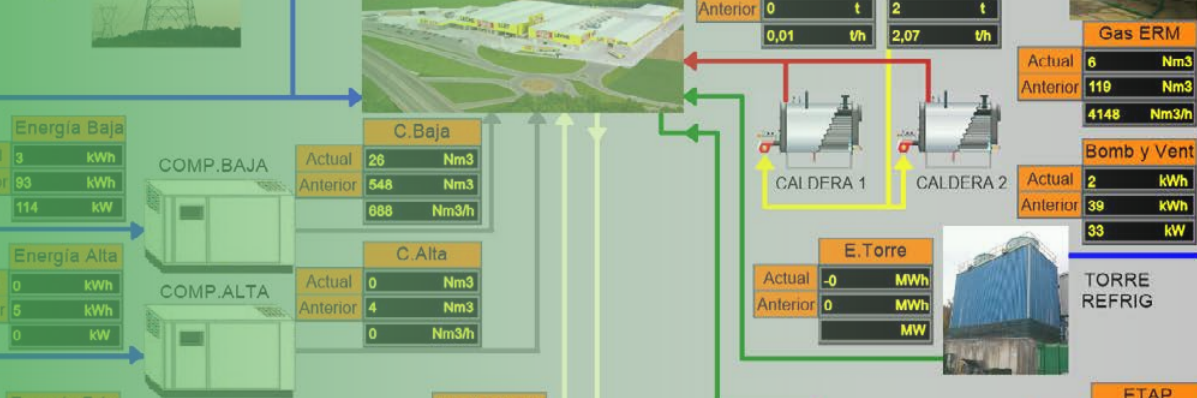 Anterior 0 t 2 t
0,01 t/h 2,07 t/h
Gas ERM
Actual 6 Nm3
Anterior 119 Nm3
4148 Nm3/h
Energía Baja
3 kWh
93 kWh
114 kW
COMP.BAJA
C.Baja
Actual 26 Nm3
Anterior 548 Nm3
688 Nm3/h
CALDERA 1
CALDERA 2
Bomb y Vent
Actual 2 kWh
Anterior 39 kWh
33 kW
Energía Alta
0 kWh
5 kWh
0 kW
COMP.ALTA
C.Alta
Actual 0 Nm3
Anterior 4 Nm3
0 Nm3/h
E.Torre
Actual -0 MWh
Anterior 0 MWh
MW
TORRE
REFRIG
ETAP